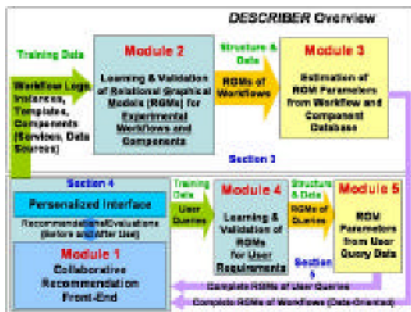 DESCRIBER Overview
Training Data
Workflow Logs,
Instances,
Templates,
Components
(Services, Data
Sources)
Module 2
Learning & Validation
of Relational Graphical
Models (RGMs) for
Experimental
Workflows and
Components
Structure &
Data
RGMs of
Workflows
Module 3
Estimation of
RGM Parameters
from Workflow and
Component
Database
Section 3
Section 4
Personalized Interface
Recommendations/Evaluations
(Before and After Use)
Module 1
Collaborative
Recommendation
Front-End
Training
Data
User
Queries
Module 4
Learning &
Validation
of RGMs
for User
Requirements
Structure
& Data
RGMs of
Queries
Section
5
Module 5
RGM
Parameters
from User
Query Data
Complete RGMs of User Queries
Complete RGMs of Workflows (Data-Oriented)